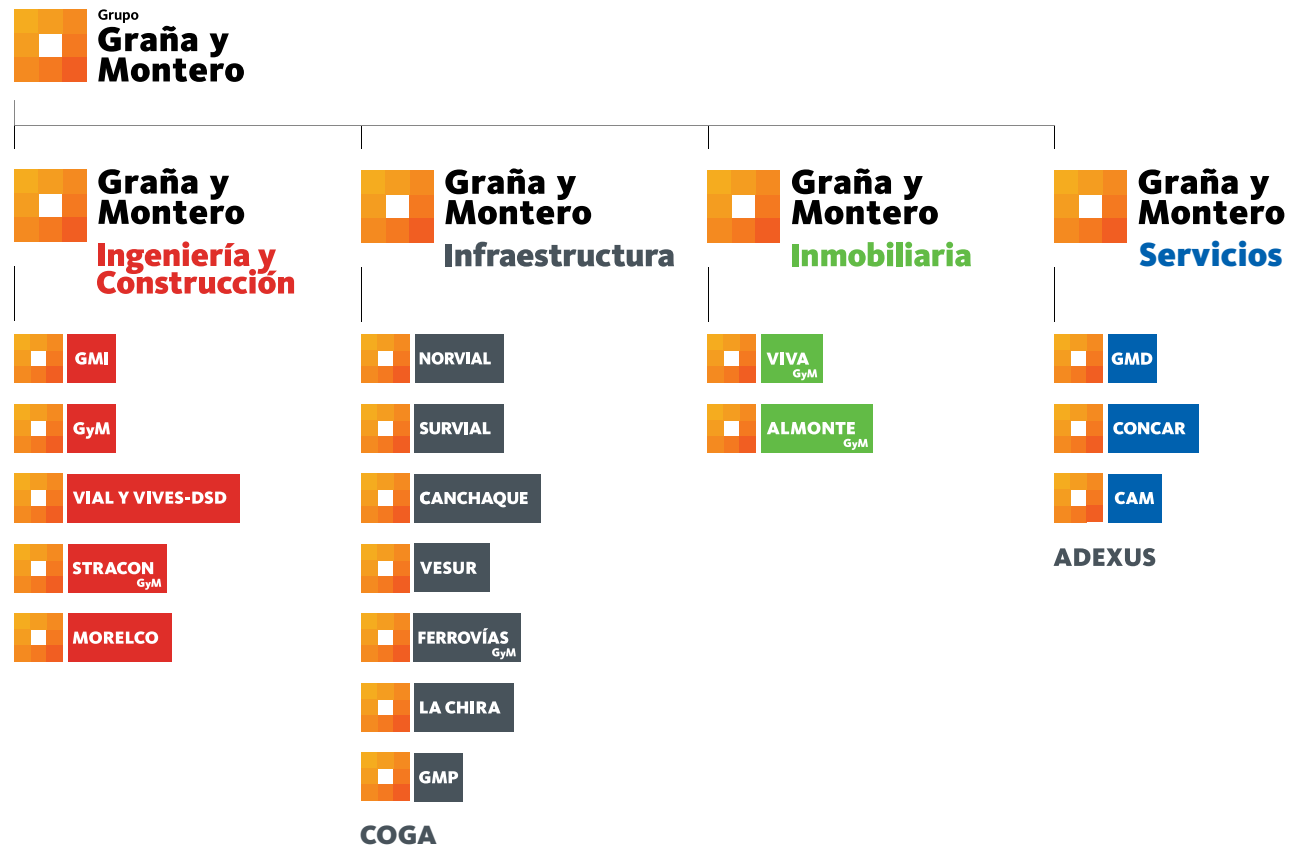 Grupo
Graña y
Montero
Graña y
Montero
Ingeniería y
Construcción
GMI
GyM
VIAL Y VIVES-DSD
STRACON
GyM
MORELCO
Graña y
Montero
Infraestructura
NORVIAL
SURVIAL
CANCHAQUE
VESUR
FERROVÍAS
GyM
LA CHIRA
GMP
COGA
Graña y
Montero
Inmobiliaria
VIVA
GyM
ALMONTE
GyM
Graña y
Montero
Servicios
GMD
CONCAR
CAM
ADEXUS